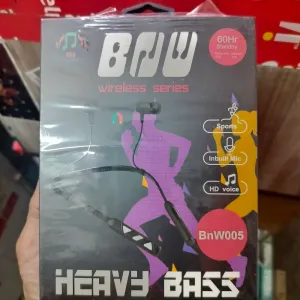 BNW
wireless series
60Hr
Standby
Sports
Inbuilt Mic
HD voice
BnW005
HEAVY BASS